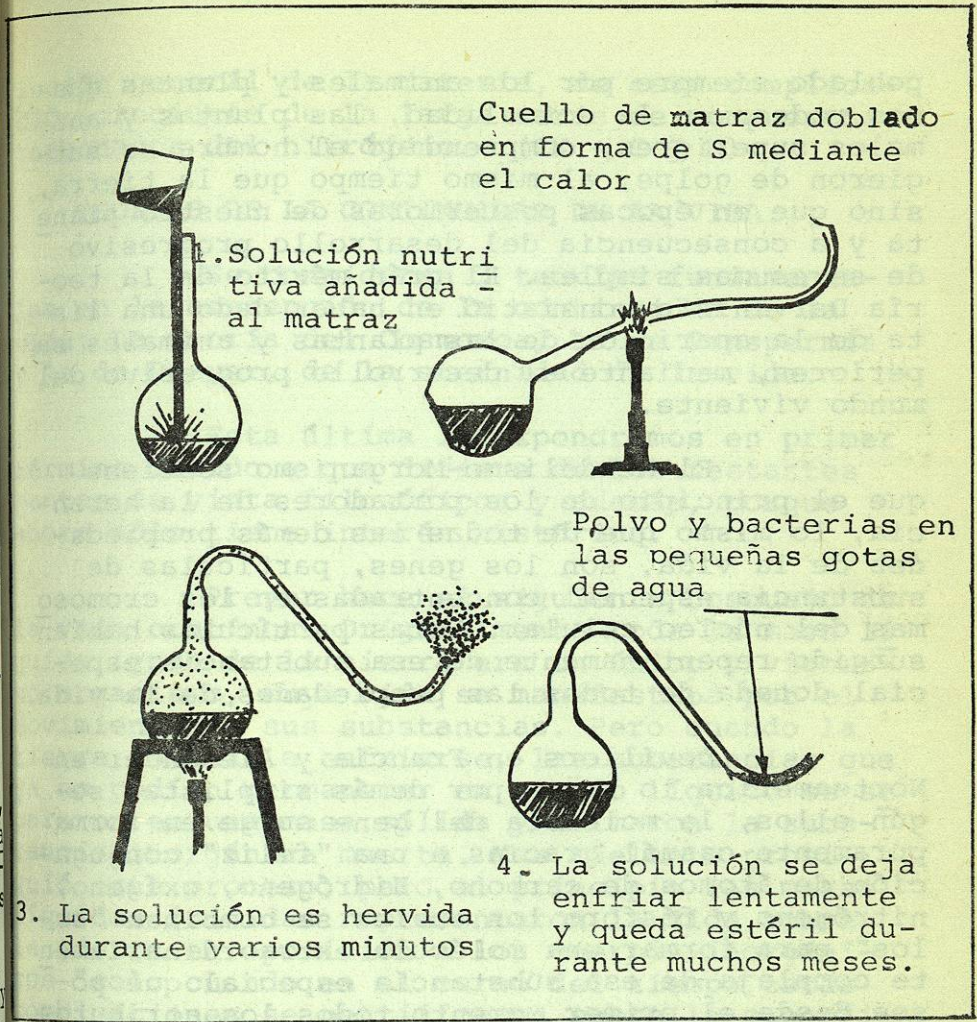 Cuello de matraz doblado
en forma de S mediante
el calor
1.Solución nutri
tiva añadida
al matraz
Pplvo y bacterias en
las pequeñas gotas
de agua
3. La solución es hervida
durante varios minutos
4- La solución se deja
enfriar lentamente
y queda estéril du-
rante muchos meses.